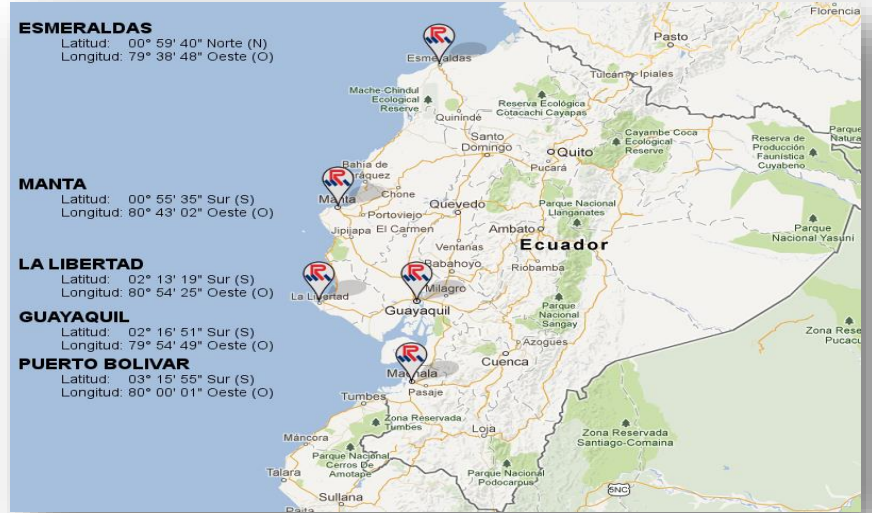 ESMERALDAS
Latitud: 00° 59' 40" Norte (N)
Longitud: 79° 38' 48" Oeste (O)
MANTA
Latitud: 00° 55' 35" Sur (S)
Longitud: 80° 43' 02" Oeste (O)
LA LIBERTAD
Latitud: 02° 13' 19" Sur (S)
Longitud: 80° 54' 25" Oeste (O)
GUAYAQUIL
Latitud: 02° 16' 51" Sur (S)
Longitud: 79° 54' 49" Oeste (O)
PUERTO BOLIVAR
Latitud: 03° 15' 55" Sur (S)
Longitud: 80° 00' 01" Oeste (O)
Florencia
Pasto
R
Esmeraldas
Tulcán
Ipiales
Mache-Chindul
Ecological
Reserve
Reserva Ecológica
Cotacachi Cayapas
Quinindé
Cayambe Coca
Ecological
Reserve
Santo
Domingo
Quito
Pucará
Reserva de
Producción
Faunística
Cuyabeno
Parque
Natura
Bahia de
R
Manta
Chone
Portoviejo
Quevedo
Parque Nacional
Llanganates
Jipijapa
El Carmen
Ambato
Parque
Nacional Yasuní
Ventanas
Ecuador
Babahoyo
Riobamba
R
R
La Libertad
Milagro
Guayaquil
Parque
Nacional
Sangay
Zona Rese
Pucacu
Azogues
R
Cuenca
Machala
Pasaje
Tumbes
Zona Reservada
Tumbes
Loja
Zona Reservada
Santiago-Comaina
Máncora
Parque Nacional
Cerros De
Amotape
Talara
Parque Nacional
Podocarpus
5NC
Sullana
Paita